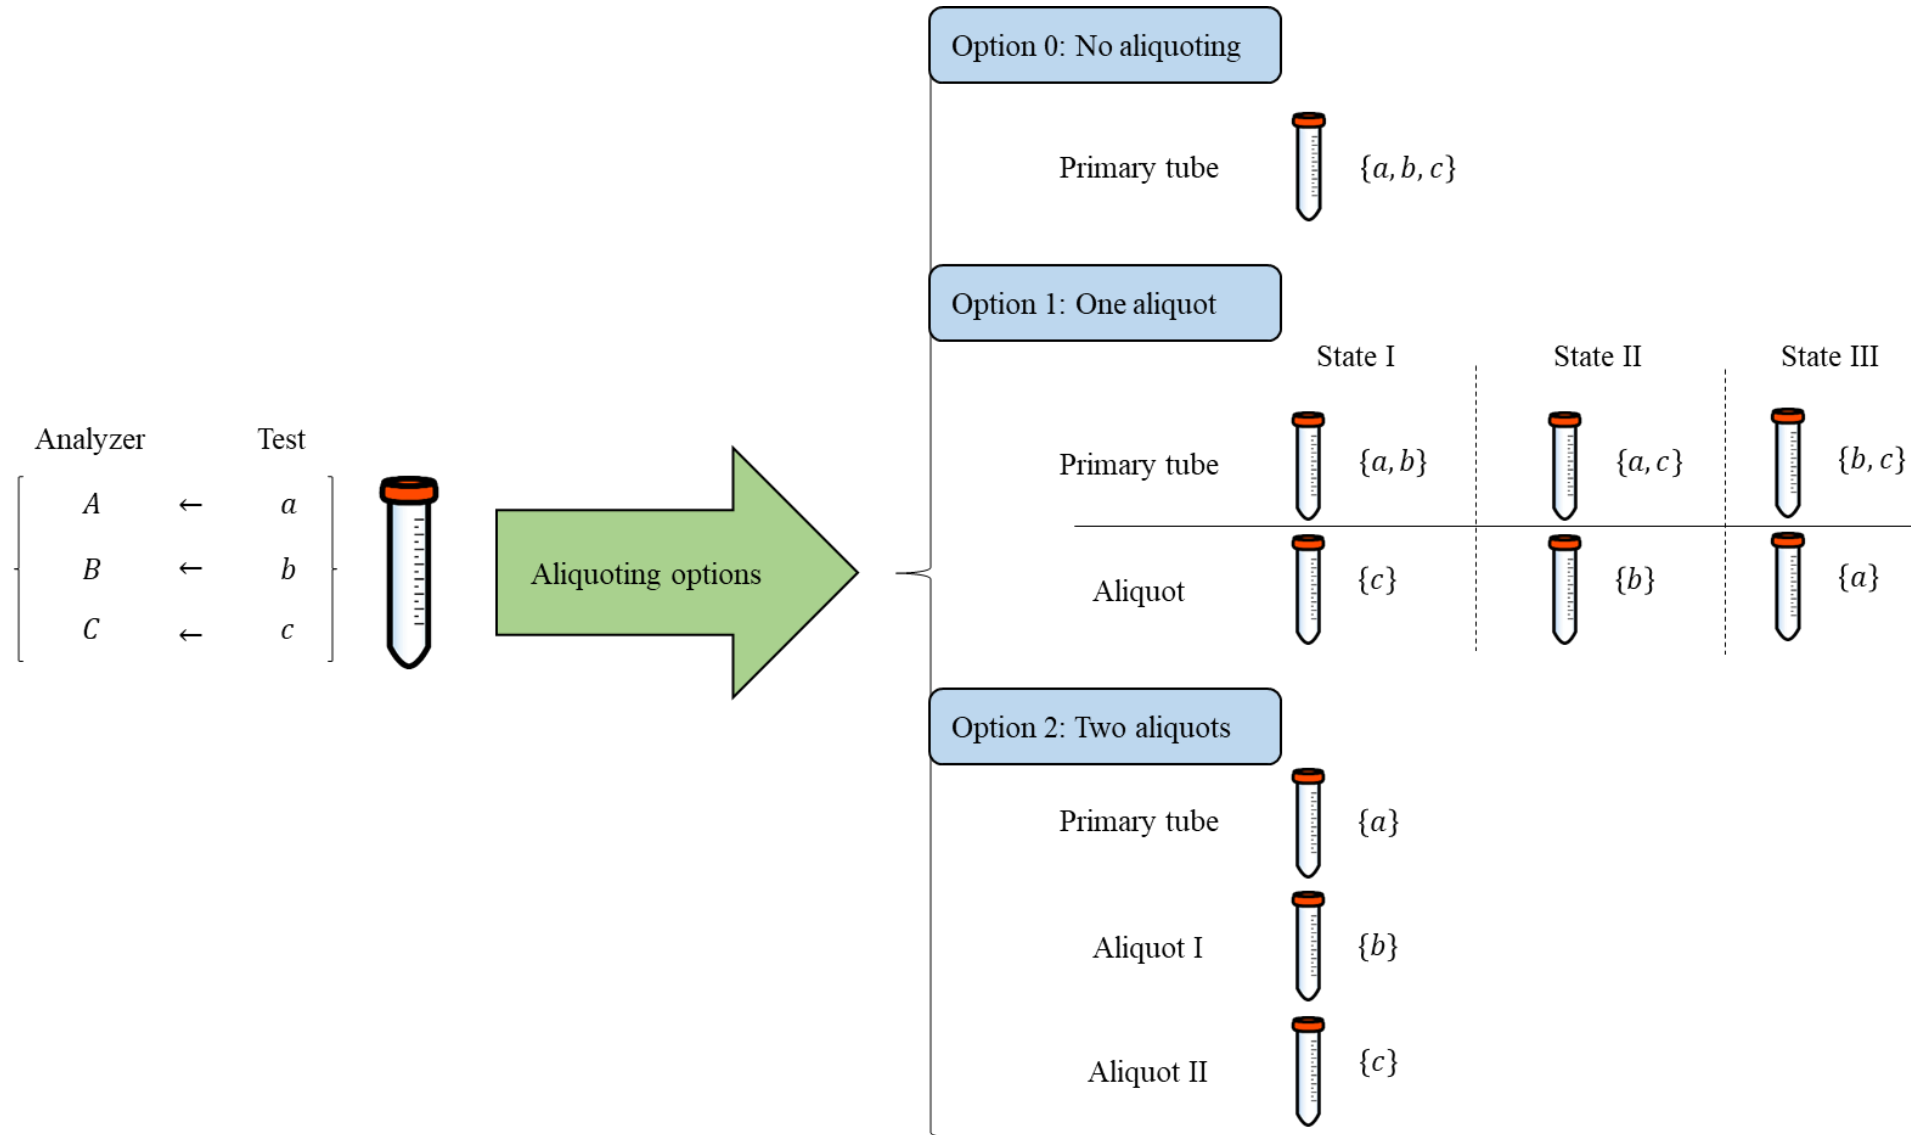 Option 0: No aliquoting
Primary tube {a, b, c}
Option 1: One aliquot
State I State II State III
Primary tube {a, b} {a, c} {b, c}
Aliquot {c} {b} {a}
Analyzer Test
A ← a
B ← b
C ← c
Aliquoting options
Option 2: Two aliquots
Primary tube {a}
Aliquot I {b}
Aliquot II {c}